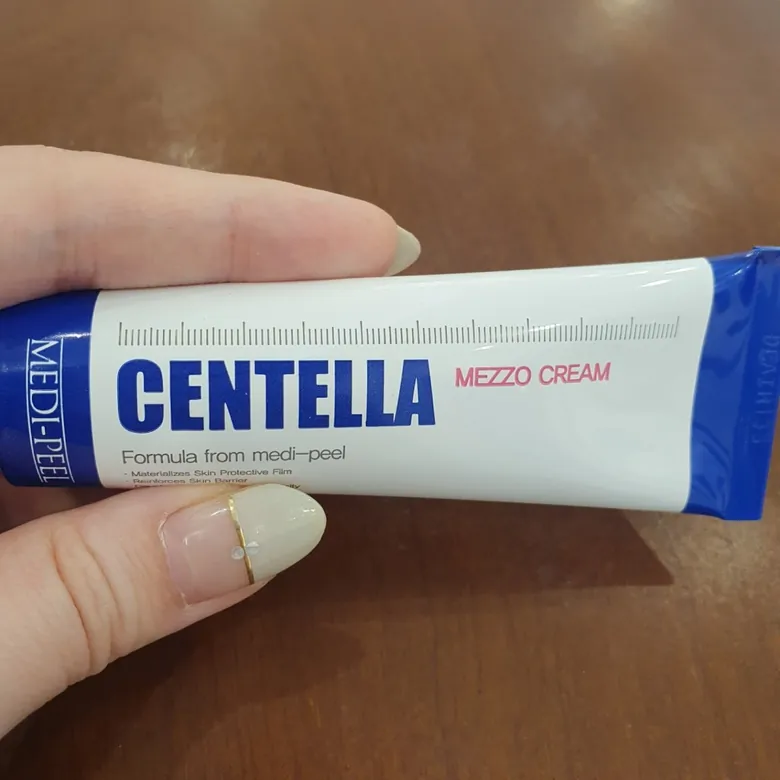 MEDI-PEEL
CENTELLA
MEZZO CREAM
Formula from medi-peel
· Materializes Skin Protective Film
· Reinforces Skin Barrier